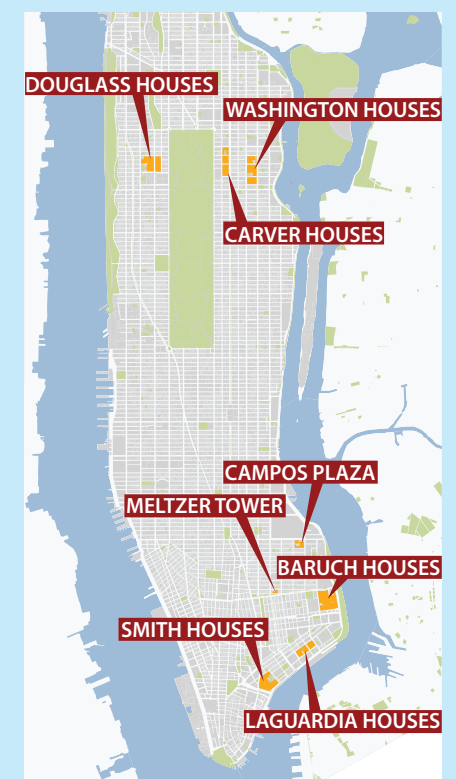 DOUGLASS HOUSES
WASHINGTON HOUSES
CARVER HOUSES
CAMPOS PLAZA
MELTZER TOWER
BARUCH HOUSES
SMITH HOUSES
LAGUARDIA HOUSES